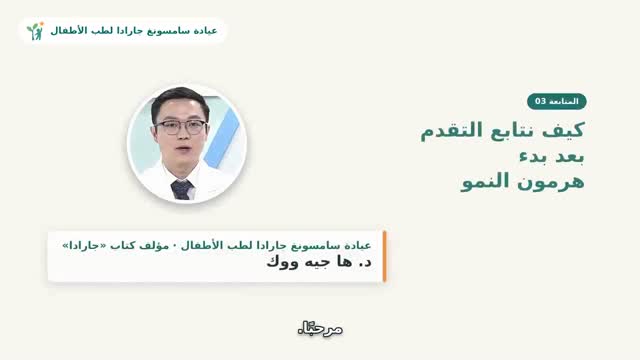 عيادة سامسونغ جارادا لطب الأطفال
المتابعة 03
كيف نتابع التقدم
بعد بدء
هرمون النمو
عيادة سامسونغ جارادا لطب الأطفال · مؤلف كتاب «جارادا»
د. ها جيه ووك
مرحبًا.